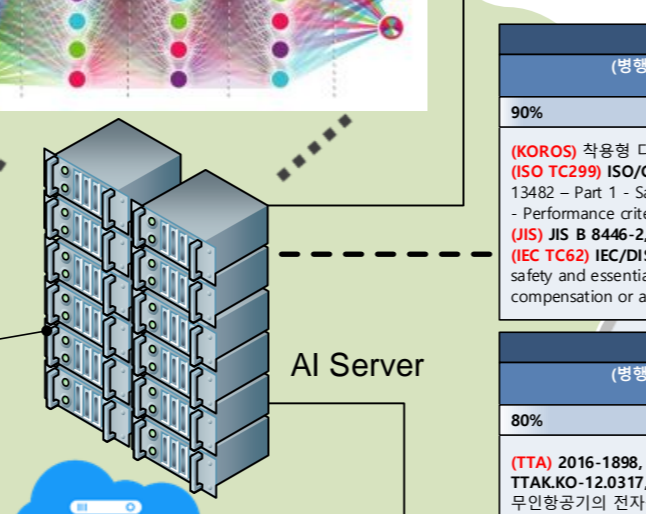 AI Server
(병행
90%
(KOROS) 착용형
(ISO TC299) ISO/
13482 – Part 1 - Sa
- Performance crite
(JIS) JIS B 8446-2,
(IEC TC62) IEC/DIS
safety and essentia
compensation or a
(병행
80%
(TTA) 2016-1898,
TTAK.KO-12.0317,
무인항공기의 전자